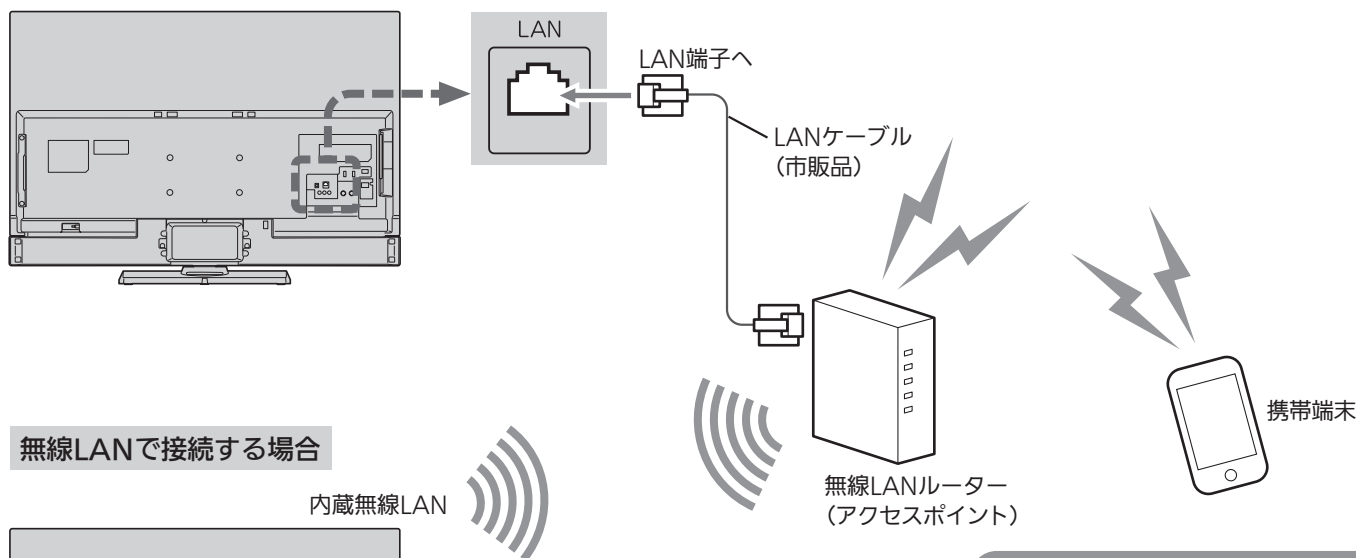 LAN
LAN端子へ
LANケーブル
（市販品）
携帯端末
無線LANで接続する場合
内蔵無線LAN
無線LANルーター
（アクセスポイント）